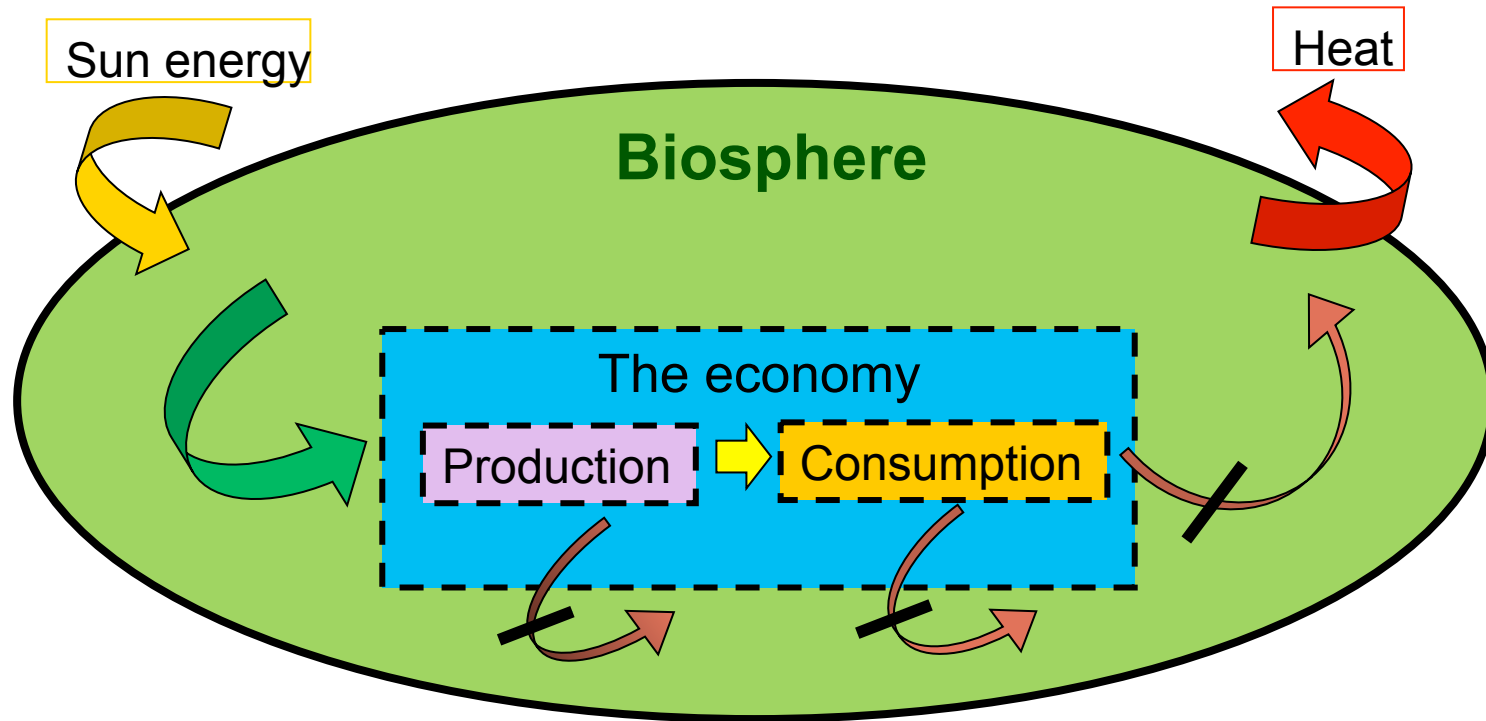 Sun energy
Heat
Biosphere
The economy
Production
Consumption